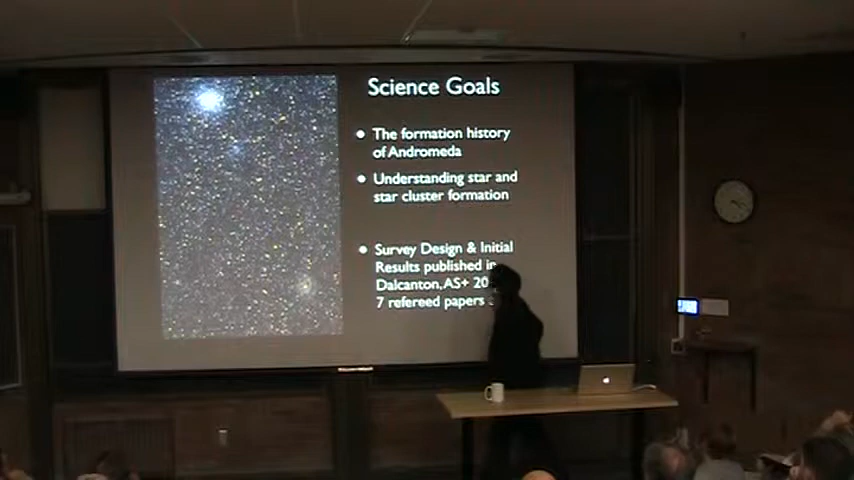 Science Goals
The formation history
of Andromeda
Understanding star and
star cluster formation
Survey Design & Initial
Results published in
Dalcanton, AS+
7 refereed papers